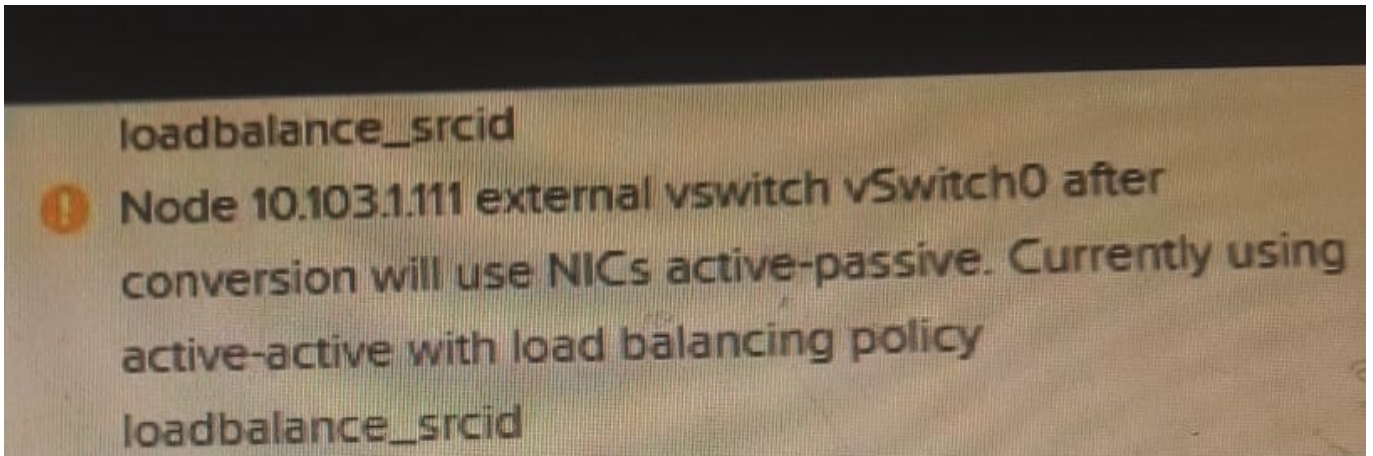 loadbalance_srcid
Node 10.103.1.111 external vswitch vSwitch0 after
conversion will use NICs active-passive. Currently using
active-active with load balancing policy
loadbalance_srcid